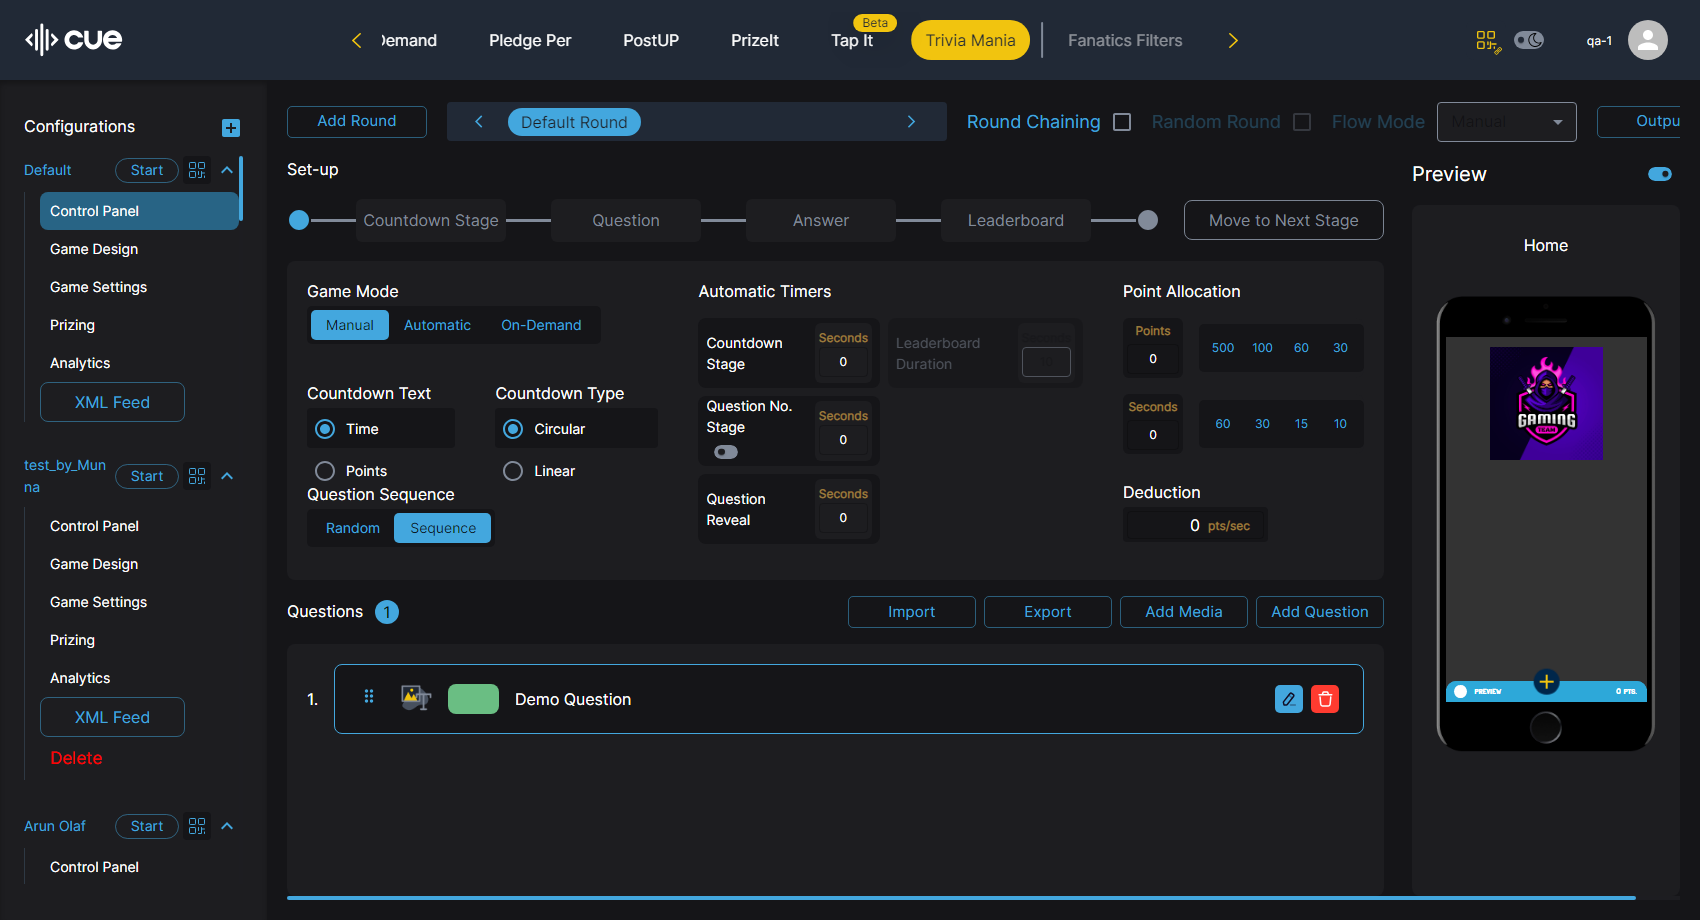 cue
Demand
Pledge Per
PostUP
PrizeIt
Tap It
Beta
Trivia Mania
Fanatics Filters
qa-1
Configurations
Default
Start
Control Panel
Game Design
Game Settings
Prizing
Analytics
XML Feed
test_by_Mun
na
Start
Control Panel
Game Design
Game Settings
Prizing
Analytics
XML Feed
Delete
Arun Olaf
Start
Control Panel
Add Round
Default Round
Round Chaining
Random Round
Flow Mode
Manual
Outpu
Set-up
Countdown Stage
Question
Answer
Leaderboard
Move to Next Stage
Game Mode
Manual
Automatic
On-Demand
Countdown Text
Time
Points
Countdown Type
Circular
Linear
Question Sequence
Random
Sequence
Automatic Timers
Countdown
Stage
Seconds
0
Leaderboard
Duration
Question No.
Stage
Seconds
0
Question
Reveal
Seconds
0
Point Allocation
Points
0
500 100 60 30
Seconds
0
60 30 15 10
Deduction
0 pts/sec
Questions 1
Import
Export
Add Media
Add Question
1.
Demo Question
Preview
Home
GAMING
TEAM
PREVIEW
0 PTS.